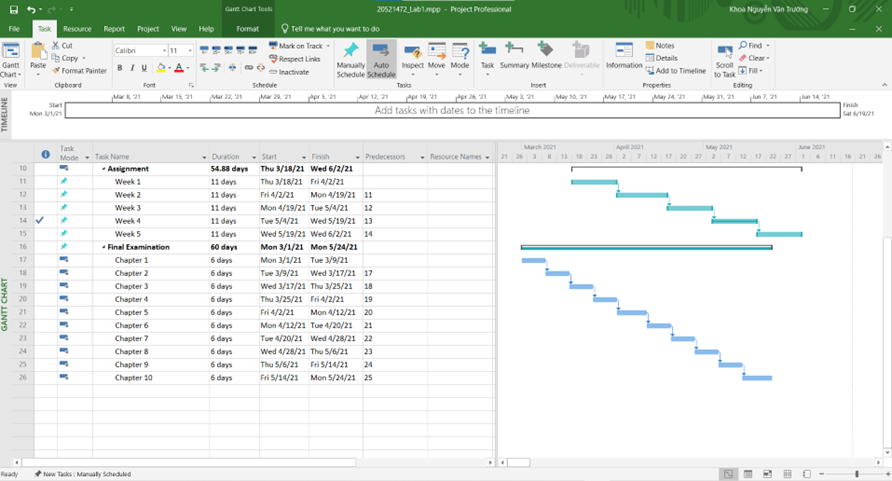 Gantt Chart Tools
20521472_Lab1.mpp - Project Professional
Khoa Nguyễn Văn Trường
File Task Resource Report Project View Help Format Tell me what you want to do
Gantt Chart
View
Paste
Cut
Copy
Format Painter
Clipboard
Calibri 11
B I U
Font
Mark on Track
Respect Links
Inactivate
Schedule
Manually Schedule
Auto Schedule
Inspect
Move
Mode
Tasks
Task
Summary
Milestone
Deliverable
Insert
Information
Notes
Details
Add to Timeline
Properties
Scroll to Task
Find
Clear
Fill
Editing
TIMELINE
Mar 8, '21 Mar 15, '21 Mar 22, '21 Mar 29, '21 Apr 5, '21 Apr 12, '21 Apr 19, '21 Apr 26, '21 May 3, '21 May 10, '21 May 17, '21 May 24, '21 May 31, '21 Jun 7, '21 Jun 14, '21
Start
Mon 3/1/21
Add tasks with dates to the timeline
Finish
Sat 6/19/21
Task Mode Task Name Duration Start Finish Predecessors Resource Names
March 2021 April 2021 May 2021 June 2021
21 26 3 8 13 18 23 28 2 7 12 17 22 27 2 7 12 17 22 27 1 6 11 16 21 26
10 Assignment 54.88 days Thu 3/18/21 Wed 6/2/21
11 Week 1 11 days Thu 3/18/21 Fri 4/2/21
12 Week 2 11 days Fri 4/2/21 Mon 4/19/21 11
13 Week 3 11 days Mon 4/19/21 Tue 5/4/21 12
14 Week 4 11 days Tue 5/4/21 Wed 5/19/21 13
15 Week 5 11 days Wed 5/19/21 Wed 6/2/21 14
16 Final Examination 60 days Mon 3/1/21 Mon 5/24/21
17 Chapter 1 6 days Mon 3/1/21 Tue 3/9/21
18 Chapter 2 6 days Tue 3/9/21 Wed 3/17/21 17
19 Chapter 3 6 days Wed 3/17/21 Thu 3/25/21 18
20 Chapter 4 6 days Thu 3/25/21 Fri 4/2/21 19
21 Chapter 5 6 days Fri 4/2/21 Mon 4/12/21 20
22 Chapter 6 6 days Mon 4/12/21 Tue 4/20/21 21
23 Chapter 7 6 days Tue 4/20/21 Wed 4/28/21 22
24 Chapter 8 6 days Wed 4/28/21 Thu 5/6/21 23
25 Chapter 9 6 days Thu 5/6/21 Fri 5/14/21 24
26 Chapter 10 6 days Fri 5/14/21 Mon 5/24/21 25
GANTT CHART
Ready New Tasks : Manually Scheduled